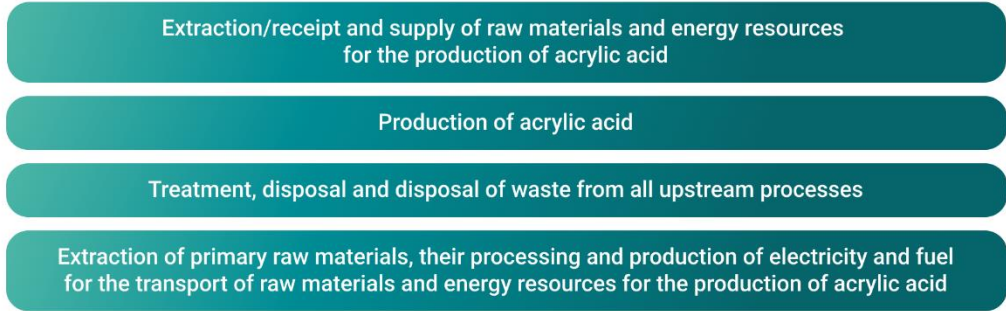 Extraction/receipt and supply of raw materials and energy resources
for the production of acrylic acid
Production of acrylic acid
Treatment, disposal and disposal of waste from all upstream processes
Extraction of primary raw materials, their processing and production of electricity and fuel
for the transport of raw materials and energy resources for the production of acrylic acid